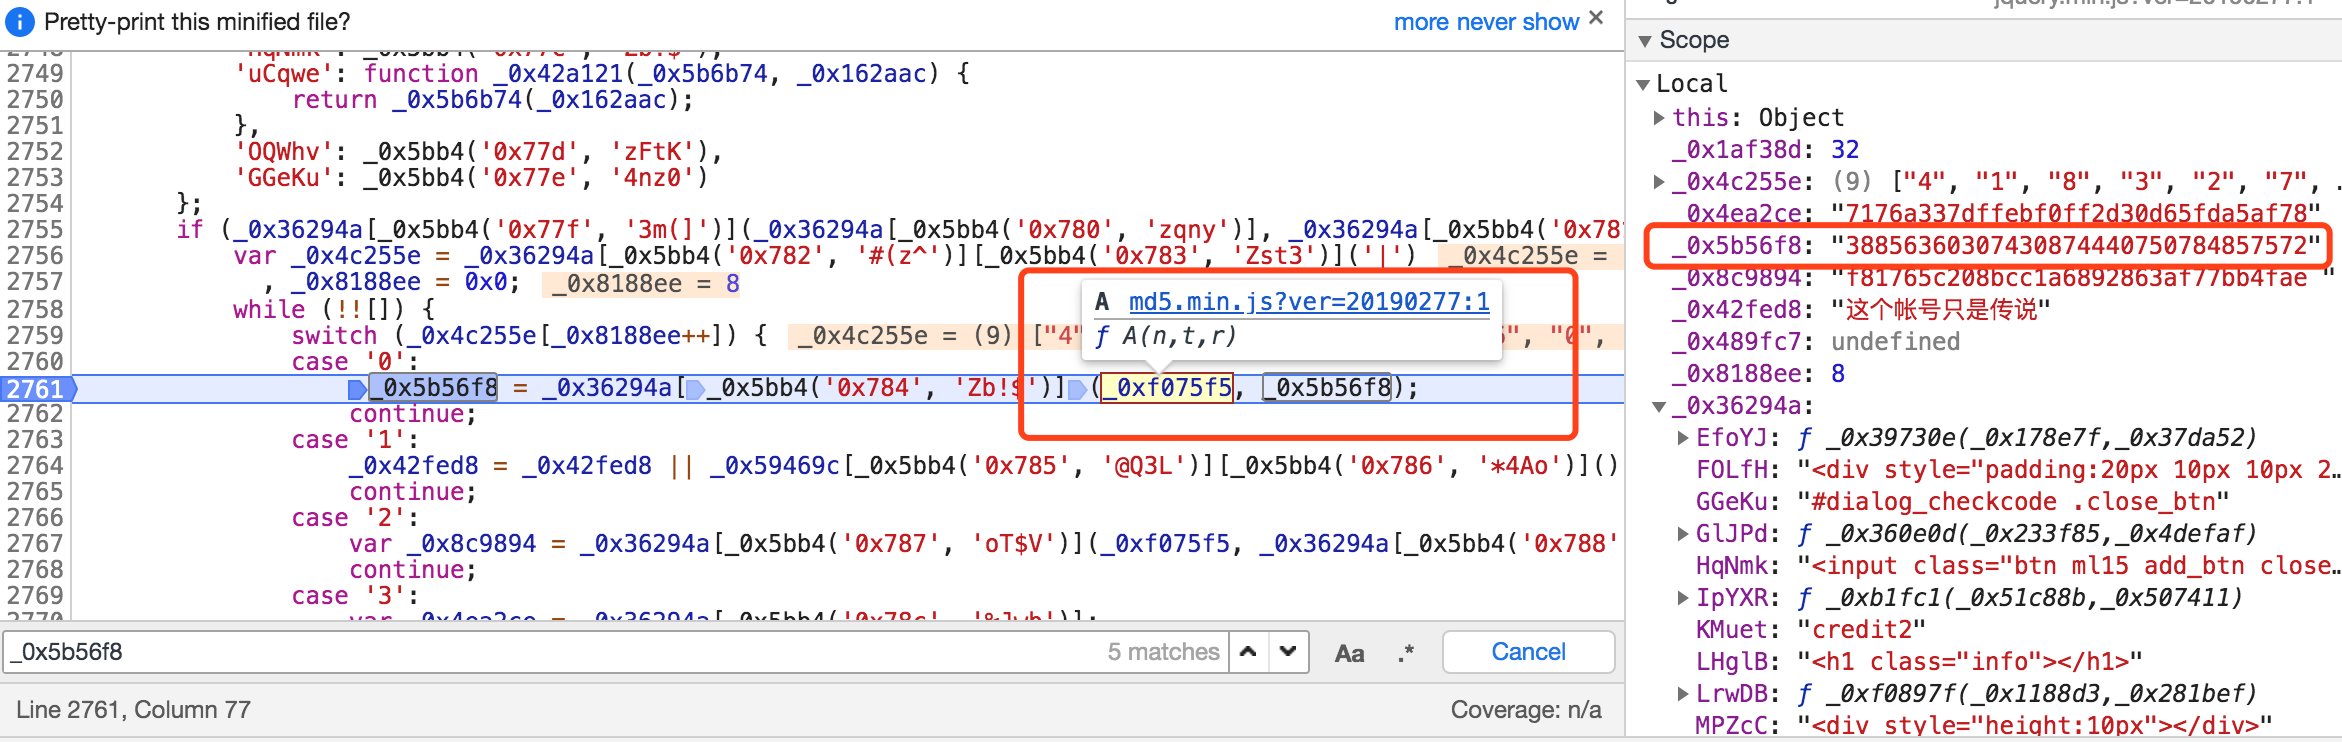 Pretty-print this minified file?
more never show ×
2749 'uCqwe': function _0x42a121(_0x5b6b74, _0x162aac) {
2750 return _0x5b6b74(_0x162aac);
2751 },
2752 'OQWhv': _0x5bb4('0x77d', 'zFtK'),
2753 'GGeKu': _0x5bb4('0x77e', '4nz0')
2754 };
2755 if (_0x36294a[_0x5bb4('0x77f', '3m(]')](_0x36294a[_0x5bb4('0x780', 'zqny')], _0x36294a[_0x5bb4('0x78
2756 var _0x4c255e = _0x36294a[_0x5bb4('0x782', '#(z^')][_0x5bb4('0x783', 'Zst3')]('|') _0x4c255e =
2757 , _0x8188ee = 0x0; _0x8188ee = 8
2758 while (!![]) {
2759 switch (_0x4c255e[_0x8188ee++]) { _0x4c255e = (9) ["4" "0",
A md5.min.js?ver=20190277:1
ƒ A(n,t,r)
2760 case '0':
2761 _0x5b56f8 = _0x36294a[_0x5bb4('0x784', 'Zb!$')](_0xf075f5, _0x5b56f8);
2762 continue;
2763 case '1':
2764 _0x42fed8 = _0x42fed8 || _0x59469c[_0x5bb4('0x785', '@Q3L')][_0x5bb4('0x786', '*4Ao')]()
2765 continue;
2766 case '2':
2767 var _0x8c9894 = _0x36294a[_0x5bb4('0x787', 'oT$V')](_0xf075f5, _0x36294a[_0x5bb4('0x788'
2768 continue;
2769 case '3':
_0x5b56f8
5 matches
Aa
.*
Cancel
Line 2761, Column 77
Coverage: n/a
Scope
Local
this: Object
_0x1af38d: 32
_0x4c255e: (9) ["4", "1", "8", "3", "2", "7", .
_0x4ea2ce: "7176a337dffebf0ff2d30d65fda5af78"
_0x5b56f8: "38856360307430874440750784857572"
_0x8c9894: "f81765c208bcc1a6892863af77bb4fae "
_0x42fed8: "这个帐号只是传说"
_0x489fc7: undefined
_0x8188ee: 8
_0x36294a:
EfoYJ: ƒ _0x39730e(_0x178e7f,_0x37da52)
FOLfH: "<div style="padding:20px 10px 10px 2…
GGeKu: "#dialog_checkcode .close_btn"
GlJPd: ƒ _0x360e0d(_0x233f85,_0x4defaf)
HqNmk: "<input class="btn ml15 add_btn close…
IpYXR: ƒ _0xb1fc1(_0x51c88b,_0x507411)
KMuet: "credit2"
LHglB: "<h1 class="info"></h1>"
LrwDB: ƒ _0xf0897f(_0x1188d3,_0x281bef)
MPZcC: "<div style="height:10px"></div>"